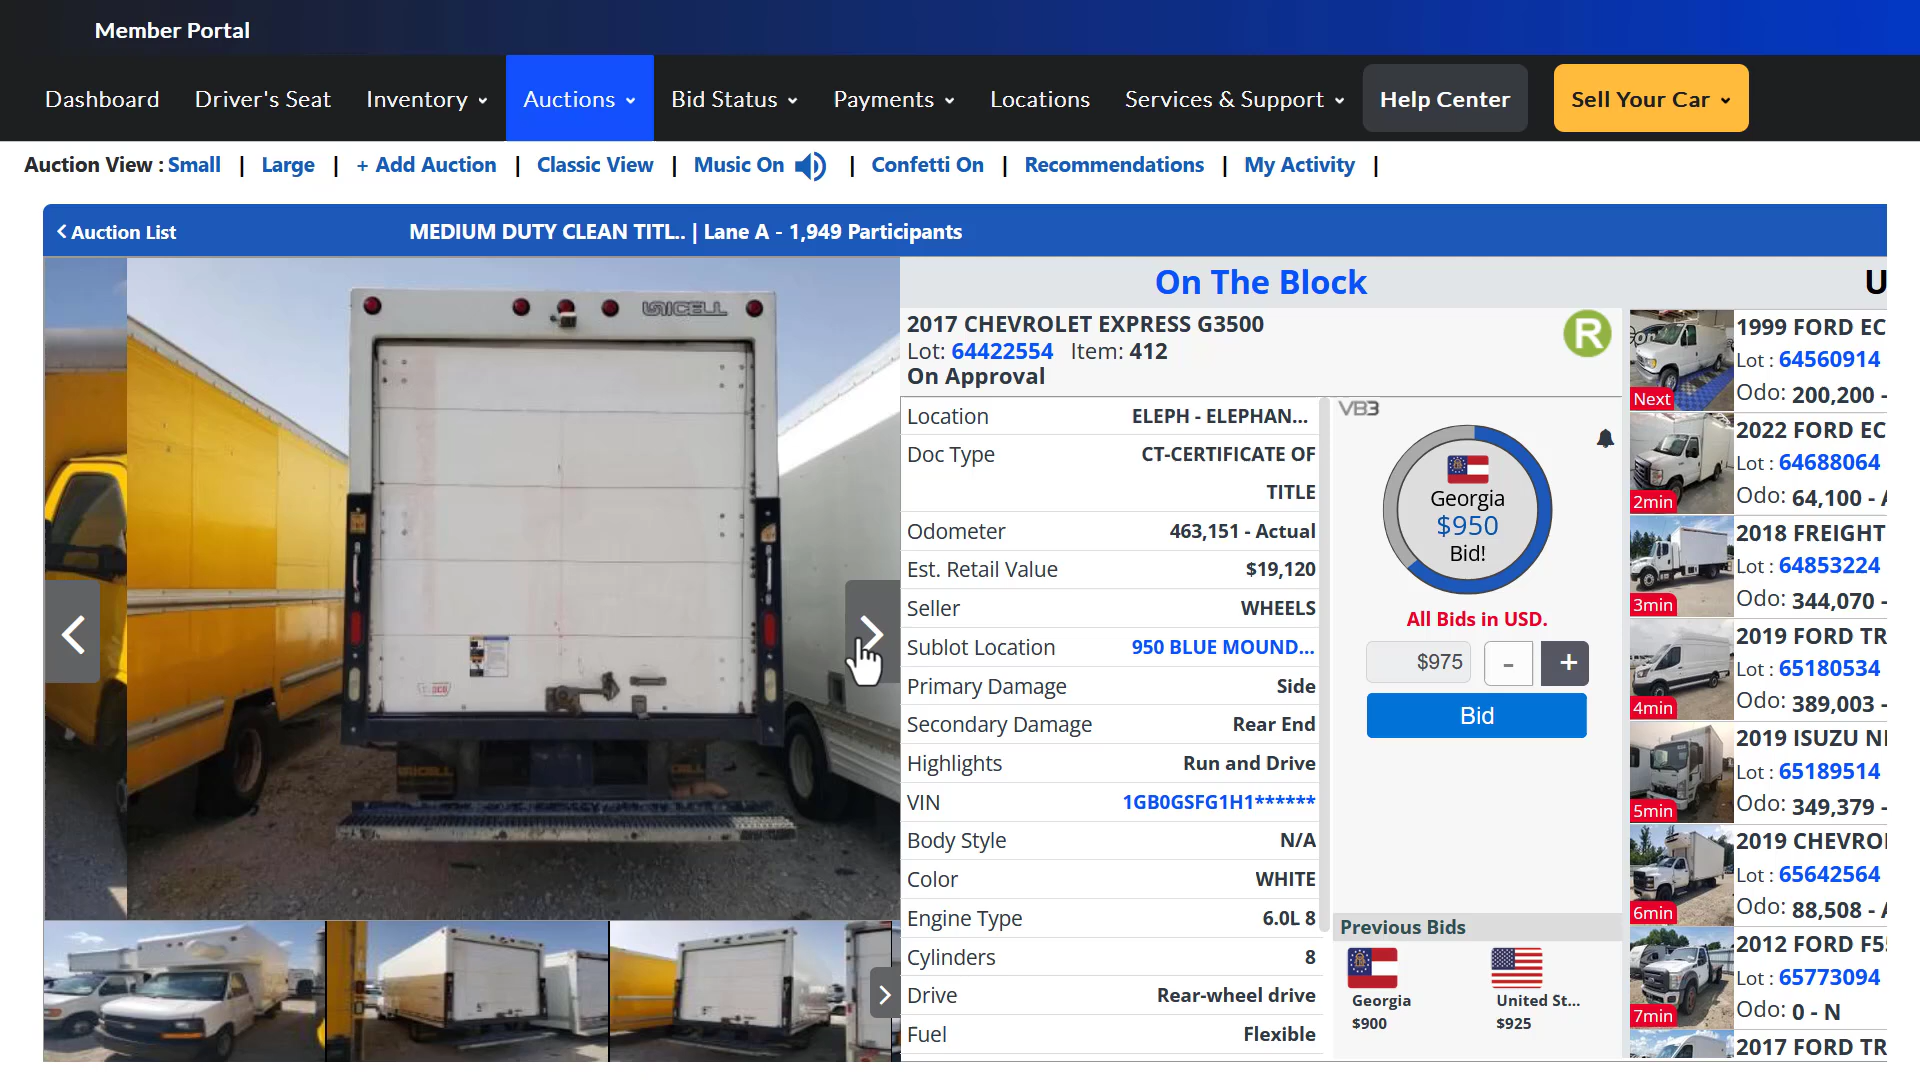 Member Portal
Dashboard
Driver's Seat
Inventory
Auctions
Bid Status
Payments
Locations
Services & Support
Help Center
Sell Your Car
Auction View : Small | Large | + Add Auction | Classic View | Music On | Confetti On | Recommendations | My Activity |
Auction List
MEDIUM DUTY CLEAN TITL.. | Lane A - 1,949 Participants
UNICELL
On The Block
U
2017 CHEVROLET EXPRESS G3500
Lot: 64422554 Item: 412
On Approval
R
Location ELEPH - ELEPHAN...
Doc Type CT-CERTIFICATE OF
TITLE
Odometer 463,151 - Actual
Est. Retail Value $19,120
Seller WHEELS
Sublot Location 950 BLUE MOUND...
Primary Damage Side
Secondary Damage Rear End
Highlights Run and Drive
VIN 1GB0GSFG1H1******
Body Style N/A
Color WHITE
Engine Type 6.0L 8
Cylinders 8
Drive Rear-wheel drive
Fuel Flexible
VB3
Georgia
$950
Bid!
All Bids in USD.
$975 - +
Bid
Previous Bids
Georgia
$900
United St...
$925
1999 FORD EC
Lot : 64560914
Odo: 200,200 -
Next
2022 FORD EC
Lot : 64688064
Odo: 64,100 - A
2min
2018 FREIGHT
Lot : 64853224
Odo: 344,070 -
3min
2019 FORD TR
Lot : 65180534
Odo: 389,003 -
4min
2019 ISUZU N
Lot : 65189514
Odo: 349,379 -
5min
2019 CHEVRO
Lot : 65642564
Odo: 88,508 - A
6min
2012 FORD F5
Lot : 65773094
Odo: 0 - N
7min
2017 FORD TR